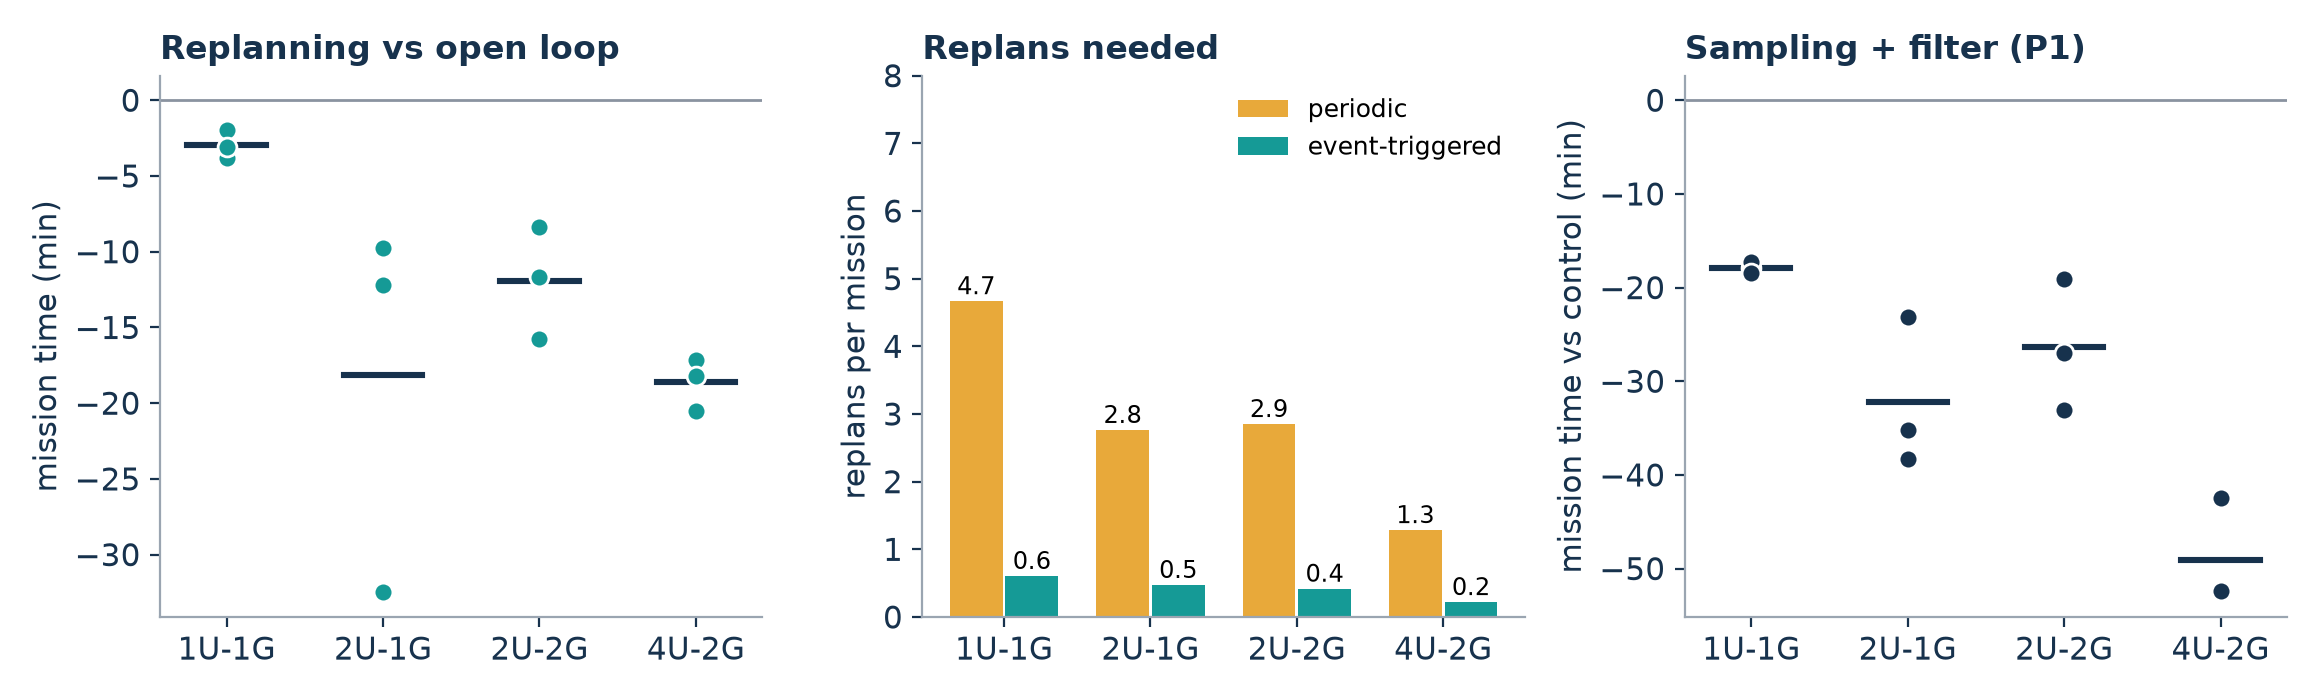 Replanning vs open loop
mission time (min)
0
−5
−10
−15
−20
−25
−30
1U-1G 2U-1G 2U-2G 4U-2G
Replans needed
replans per mission
8
7
6
5
4
3
2
1
0
periodic
event-triggered
4.7
0.6
2.8
0.5
2.9
0.4
1.3
0.2
1U-1G 2U-1G 2U-2G 4U-2G
Sampling + filter (P1)
mission time vs control (min)
0
−10
−20
−30
−40
−50
1U-1G 2U-1G 2U-2G 4U-2G